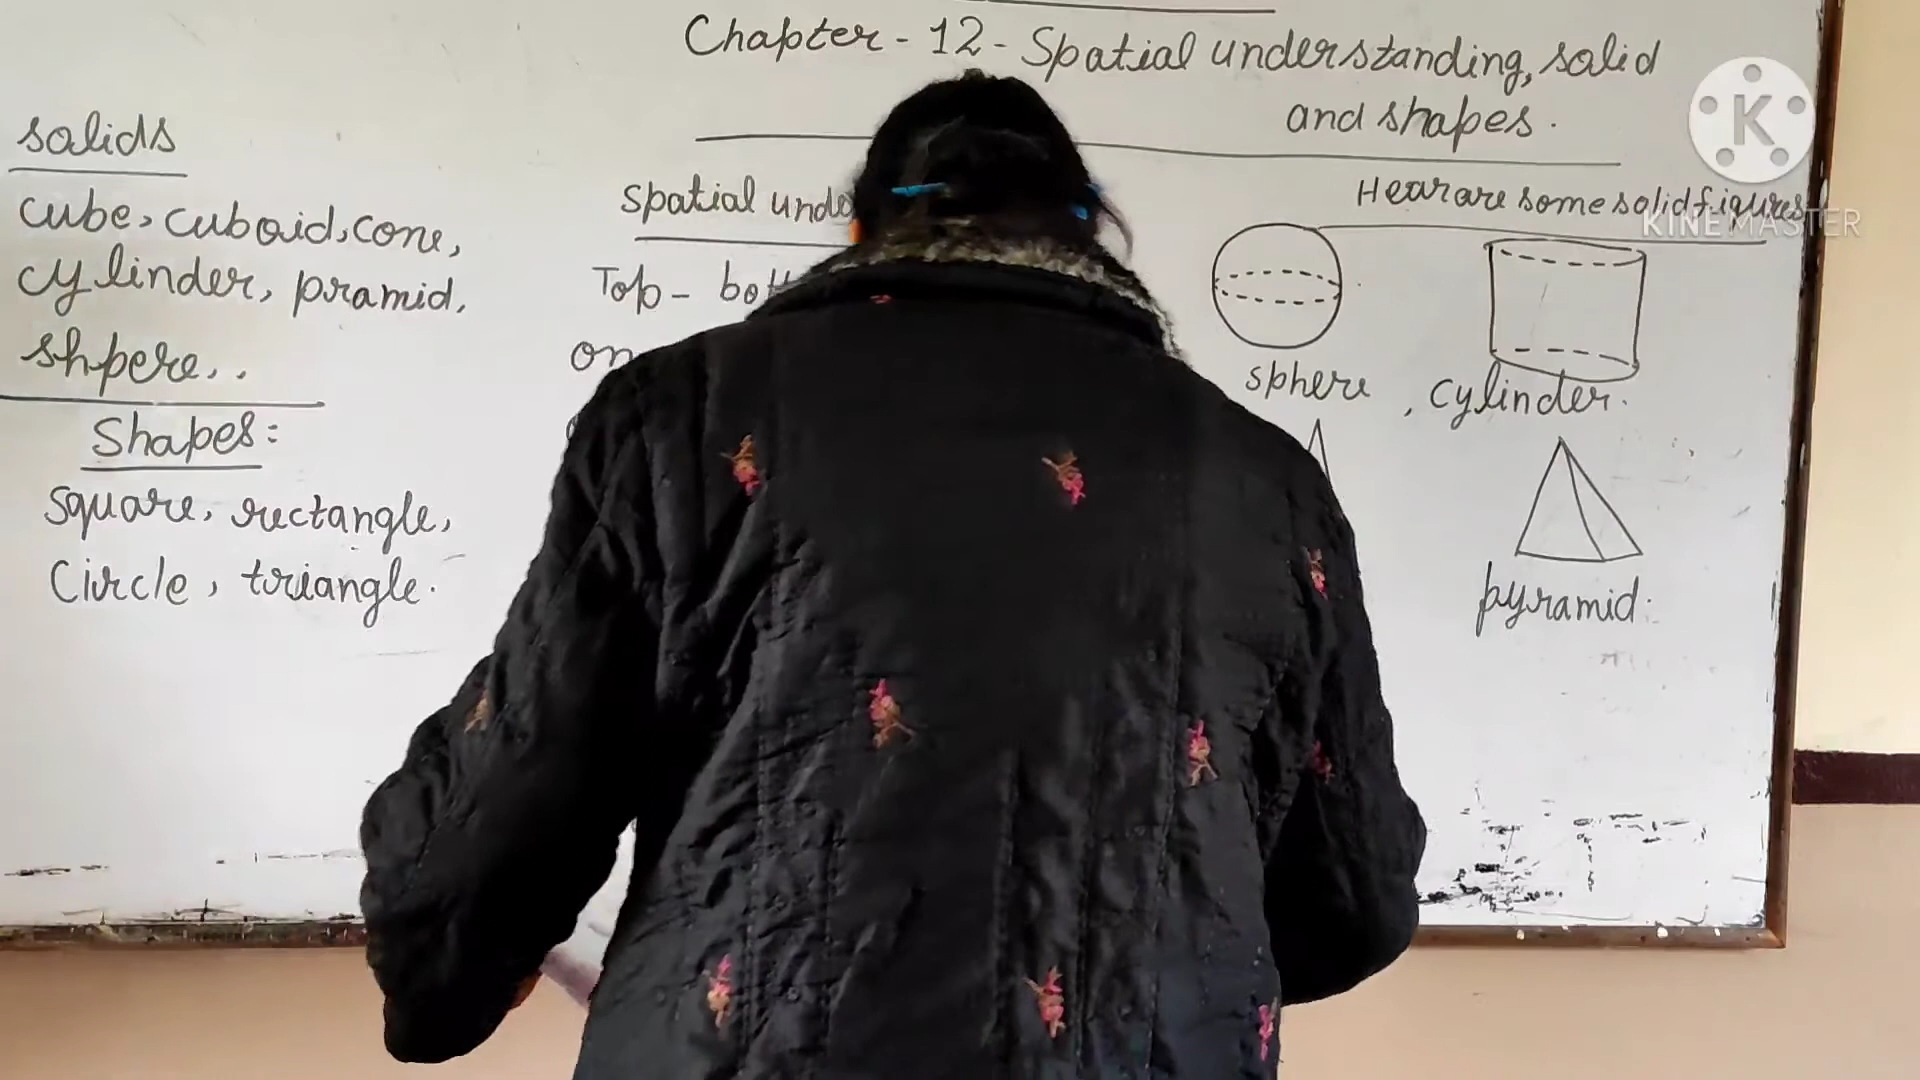 Chapter - 12 - Spatial understanding, solid
and shapes.
solids
cube, cuboid, cone,
cylinder, pramid,
shpere..
Shapes:
square, rectangle,
Circle, triangle.
spatial unde
Top - bott
on
Hear are some solid figures
sphere, cylinder.
pyramid.
K
KINEMASTER